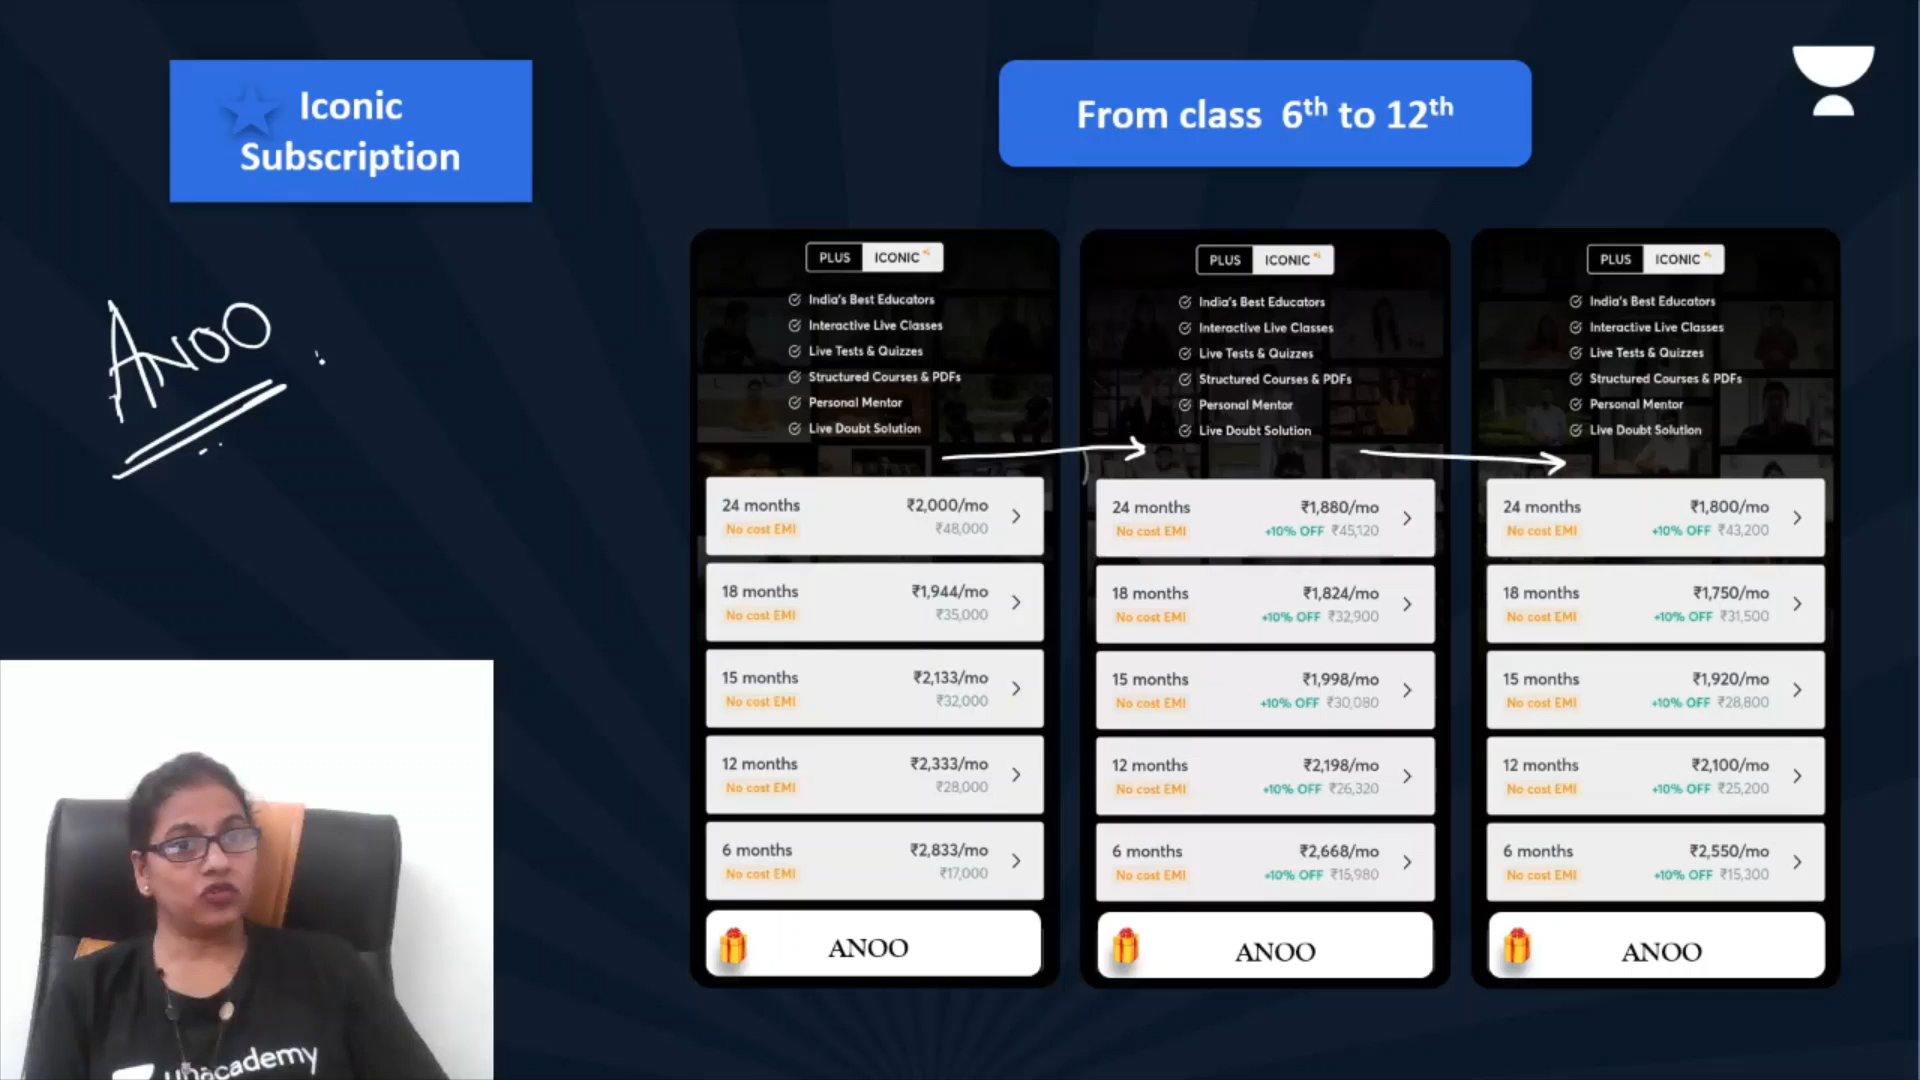 Iconic
Subscription
From class 6th to 12th
ANOO
PLUS ICONIC
India's Best Educators
Interactive Live Classes
Live Tests & Quizzes
Structured Courses & PDFs
Personal Mentor
Live Doubt Solution
24 months ₹2,000/mo
No cost EMI ₹48,000
18 months ₹1,944/mo
No cost EMI ₹35,000
15 months ₹2,133/mo
No cost EMI ₹32,000
12 months ₹2,333/mo
No cost EMI ₹28,000
6 months ₹2,833/mo
No cost EMI ₹17,000
ANOO
PLUS ICONIC
India's Best Educators
Interactive Live Classes
Live Tests & Quizzes
Structured Courses & PDFs
Personal Mentor
Live Doubt Solution
24 months ₹1,880/mo
No cost EMI +10% OFF ₹45,120
18 months ₹1,824/mo
No cost EMI +10% OFF ₹32,900
15 months ₹1,998/mo
No cost EMI +10% OFF ₹30,080
12 months ₹2,198/mo
No cost EMI +10% OFF ₹26,320
6 months ₹2,668/mo
No cost EMI +10% OFF ₹15,980
ANOO
PLUS ICONIC
India's Best Educators
Interactive Live Classes
Live Tests & Quizzes
Structured Courses & PDFs
Personal Mentor
Live Doubt Solution
24 months ₹1,800/mo
No cost EMI +10% OFF ₹43,200
18 months ₹1,750/mo
No cost EMI +10% OFF ₹31,500
15 months ₹1,920/mo
No cost EMI +10% OFF ₹28,800
12 months ₹2,100/mo
No cost EMI +10% OFF ₹25,200
6 months ₹2,550/mo
No cost EMI +10% OFF ₹15,300
ANOO
unacademy